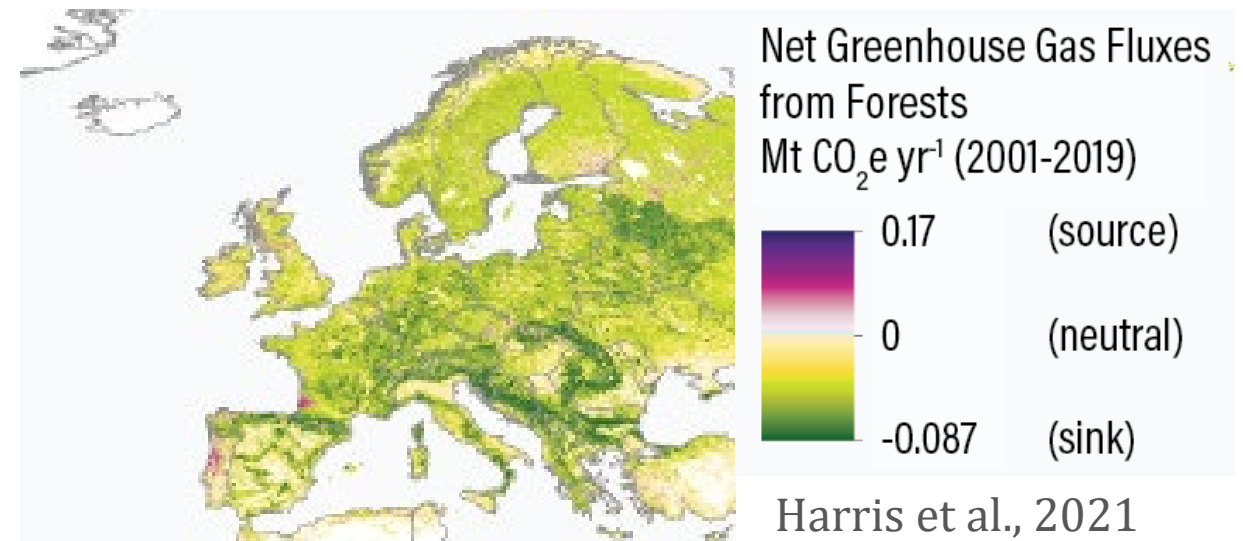 Net Greenhouse Gas Fluxes
from Forests
Mt CO₂e yr⁻¹ (2001-2019)
0.17 (source)
0 (neutral)
-0.087 (sink)
Harris et al., 2021